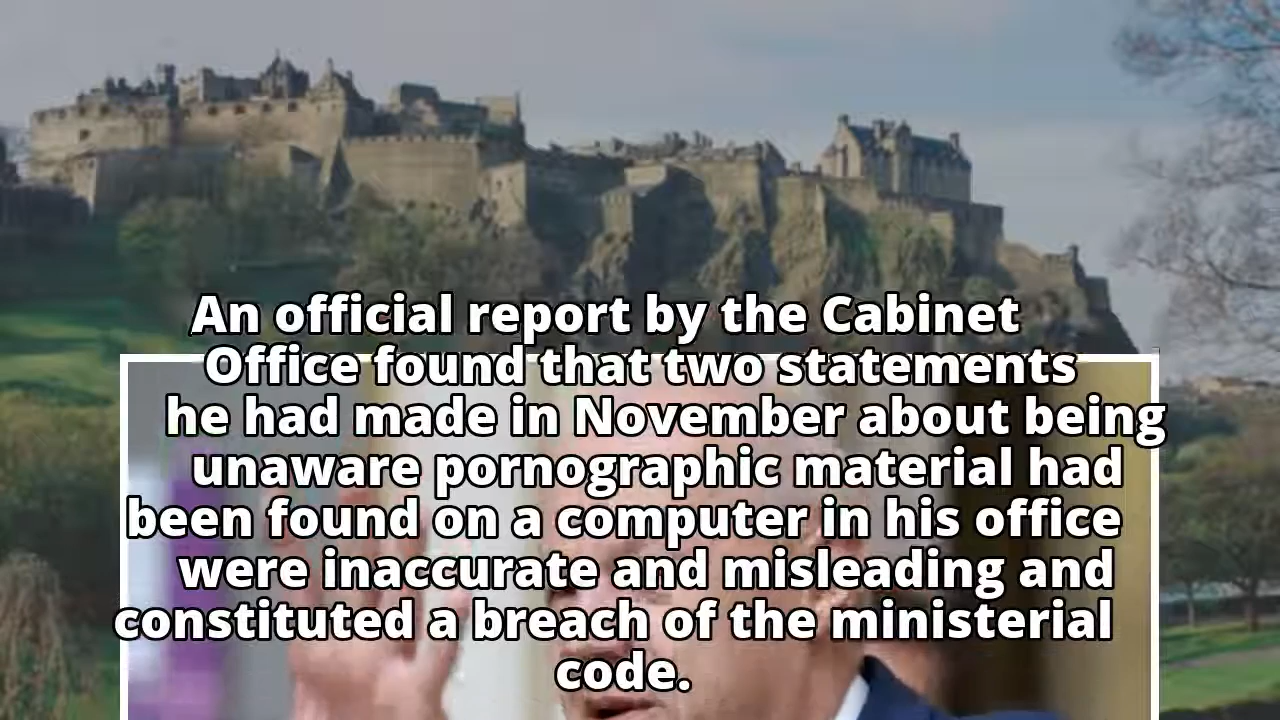 An official report by the Cabinet
Office found that two statements
he had made in November about being
unaware pornographic material had
been found on a computer in his office
were inaccurate and misleading and
constituted a breach of the ministerial
code.